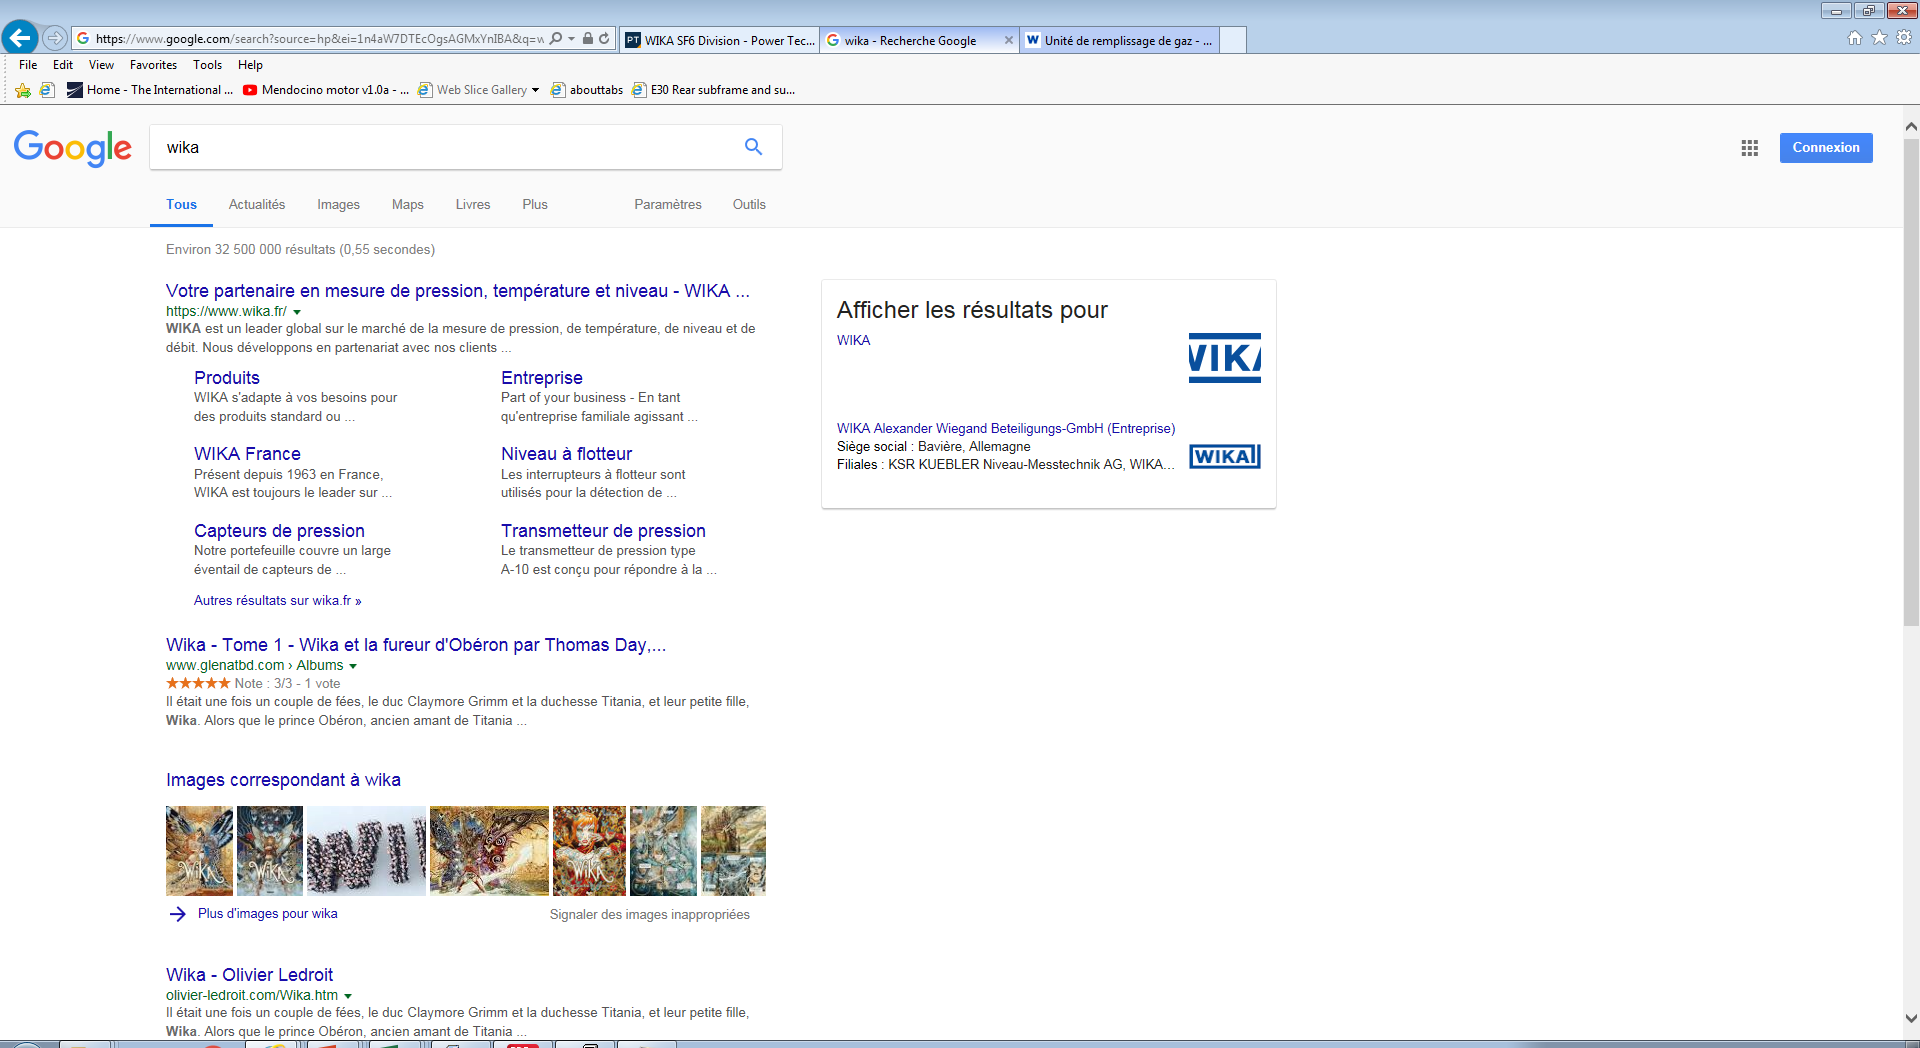 https://www.google.com/search?source=hp&ei=1n4aW7DTEcOgsAGMxYnIBA&q=w
WIKA SF6 Division - Power Tec...
wika - Recherche Google
Unité de remplissage de gaz - ...
File Edit View Favorites Tools Help
Home - The International ...
Mendocino motor v1.0a - ...
Web Slice Gallery
abouttabs
E30 Rear subframe and su...
Google
wika
Connexion
Tous Actualités Images Maps Livres Plus Paramètres Outils
Environ 32 500 000 résultats (0,55 secondes)
Votre partenaire en mesure de pression, température et niveau - WIKA ...
https://www.wika.fr/
WIKA est un leader global sur le marché de la mesure de pression, de température, de niveau et de
débit. Nous développons en partenariat avec nos clients ...
Produits
WIKA s'adapte à vos besoins pour
des produits standard ou ...
Entreprise
Part of your business - En tant
qu'entreprise familiale agissant ...
WIKA France
Présent depuis 1963 en France,
WIKA est toujours le leader sur ...
Niveau à flotteur
Les interrupteurs à flotteur sont
utilisés pour la détection de ...
Capteurs de pression
Notre portefeuille couvre un large
éventail de capteurs de ...
Transmetteur de pression
Le transmetteur de pression type
A-10 est conçu pour répondre à la ...
Autres résultats sur wika.fr »
Wika - Tome 1 - Wika et la fureur d'Obéron par Thomas Day,...
www.glenatbd.com › Albums
Note : 3/3 - 1 vote
Il était une fois un couple de fées, le duc Claymore Grimm et la duchesse Titania, et leur petite fille,
Wika. Alors que le prince Obéron, ancien amant de Titania ...
Images correspondant à wika
WIKA
WIKA
WIK
WIKA
Plus d'images pour wika
Signaler des images inappropriées
Wika - Olivier Ledroit
olivier-ledroit.com/Wika.htm
Il était une fois un couple de fées, le duc Claymore Grimm et la duchesse Titania, et leur petite fille,
Wika. Alors que le prince Obéron, ancien amant de Titania ...
Afficher les résultats pour
WIKA
WIKA
WIKA Alexander Wiegand Beteiligungs-GmbH (Entreprise)
Siège social : Bavière, Allemagne
Filiales : KSR KUEBLER Niveau-Messtechnik AG, WIKA...
WIKAI